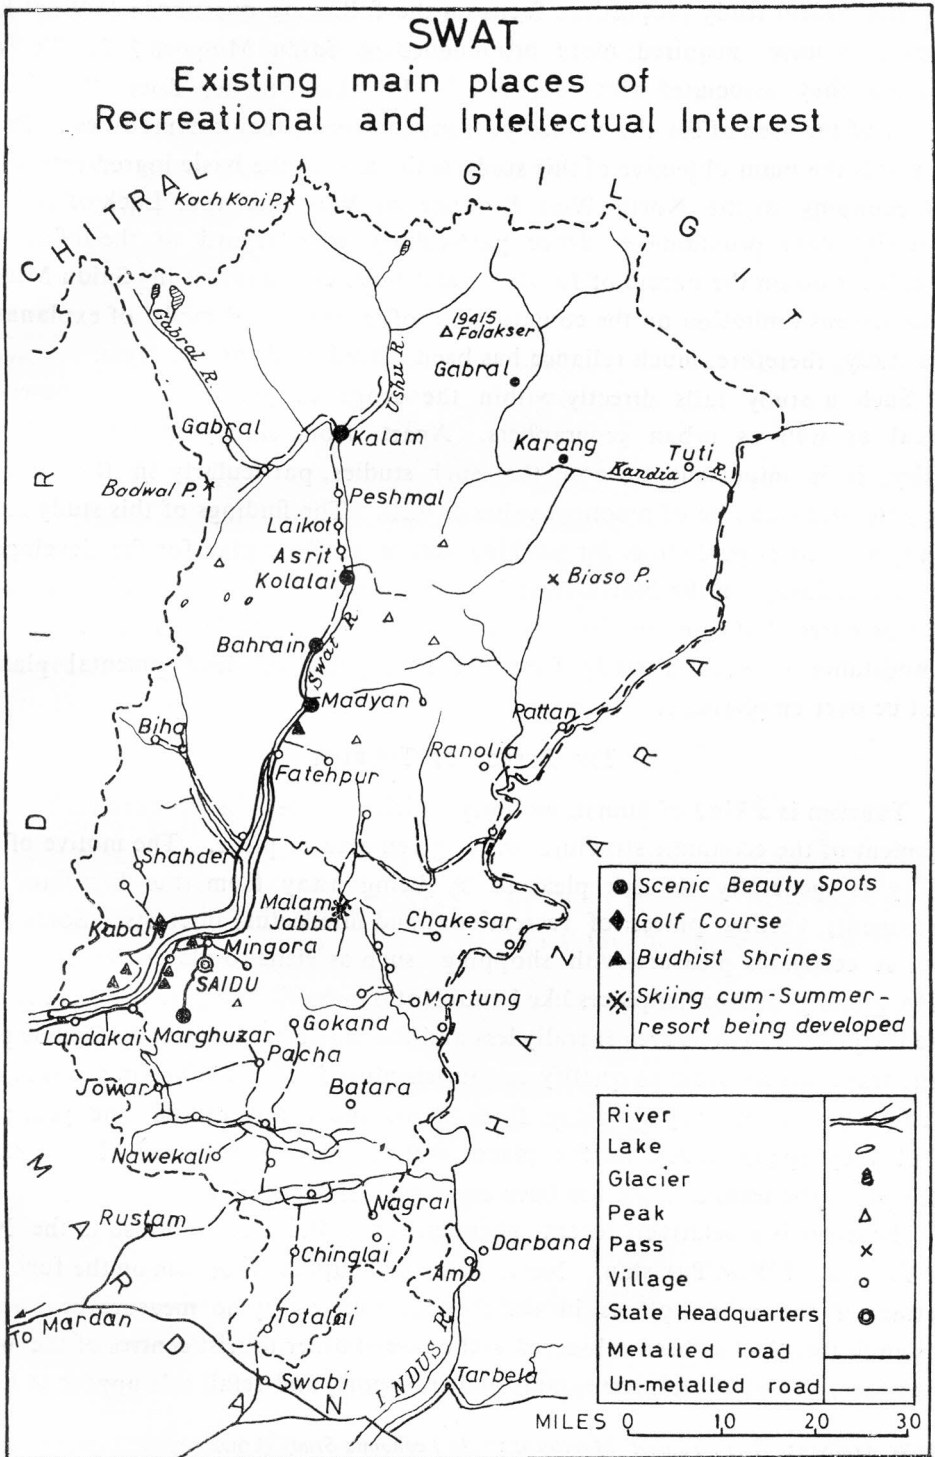 SWAT
Existing main places of
Recreational and Intellectual Interest
CHITRA
GILGIT
Kach Koni P.
Gabral R.
Ushu R.
19415
Falakser
Gabral
Gabral
Kalam
Karang
Tuti
Kandia R.
Badwal P.
Peshmal
Laikot
Asrit
Kolalai
Biaso P.
Bahrain
Swat R.
Madyan
Pattan
Biha
Ranolia
Fatehpur
DIR
HAZARA
Shahderi
Malam
Jabba
Chakesar
Kabal
Mingora
SAIDU
Martung
Landakai
Marghuzar
Gokand
Pacha
Jowar
Batara
Nawekali
MARDAN
Rustam
Nagrai
Chinglai
Darband
Amb
Totalai
To Mardan
Swabi
INDUS R.
Tarbela
Scenic Beauty Spots
Golf Course
Budhist Shrines
Skiing cum-Summer-
resort being developed
River
Lake
Glacier
Peak
Pass
Village
State Headquarters
Metalled road
Un-metalled road
MILES 0 10 20 30